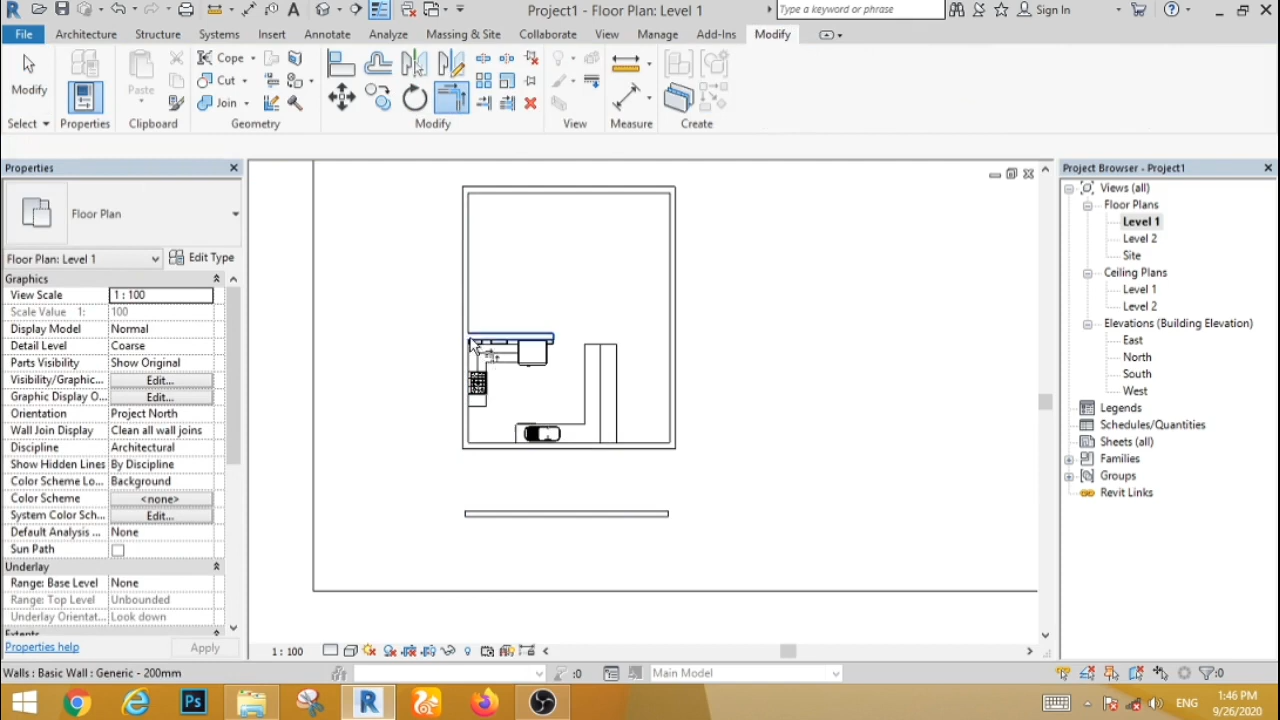 Project1 - Floor Plan: Level 1
Type a keyword or phrase
Sign In
File
Architecture
Structure
Systems
Insert
Annotate
Analyze
Massing & Site
Collaborate
View
Manage
Add-Ins
Modify
Modify
Paste
Cope
Cut
Join
Select
Properties
Clipboard
Geometry
Modify
View
Measure
Create
Properties
Floor Plan
Floor Plan: Level 1
Edit Type
Graphics
View Scale
1 : 100
Scale Value 1:
100
Display Model
Normal
Detail Level
Coarse
Parts Visibility
Show Original
Visibility/Graphic...
Edit...
Graphic Display O...
Edit...
Orientation
Project North
Wall Join Display
Clean all wall joins
Discipline
Architectural
Show Hidden Lines
By Discipline
Color Scheme Lo...
Background
Color Scheme
<none>
System Color Sch...
Edit...
Default Analysis ...
None
Sun Path
Underlay
Range: Base Level
None
Range: Top Level
Unbounded
Underlay Orientat...
Look down
Extents
Properties help
Apply
1 : 100
Project Browser - Project1
Views (all)
Floor Plans
Level 1
Level 2
Site
Ceiling Plans
Level 1
Level 2
Elevations (Building Elevation)
East
North
South
West
Legends
Schedules/Quantities
Sheets (all)
Families
Groups
Revit Links
Walls : Basic Wall : Generic - 200mm
:0
Main Model
:0
Ps
R
ENG
1:46 PM
9/26/2020